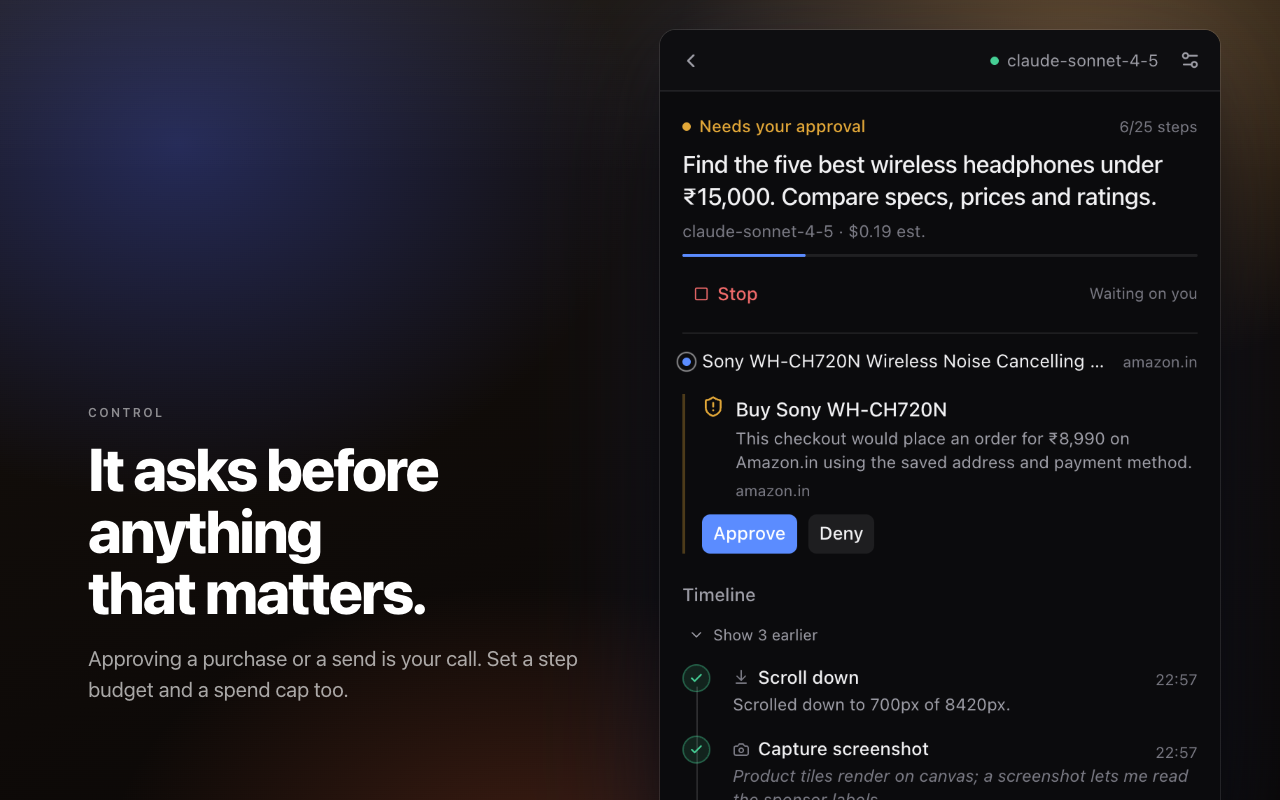 CONTROL
It asks before
anything
that matters.
Approving a purchase or a send is your call. Set a step
budget and a spend cap too.
claude-sonnet-4-5
Needs your approval
6/25 steps
Find the five best wireless headphones under
₹15,000. Compare specs, prices and ratings.
claude-sonnet-4-5 · $0.19 est.
Stop
Waiting on you
Sony WH-CH720N Wireless Noise Cancelling ...
amazon.in
Buy Sony WH-CH720N
This checkout would place an order for ₹8,990 on
Amazon.in using the saved address and payment method.
amazon.in
Approve
Deny
Timeline
Show 3 earlier
Scroll down
22:57
Scrolled down to 700px of 8420px.
Capture screenshot
22:57
Product tiles render on canvas; a screenshot lets me read
the sponsor labels.